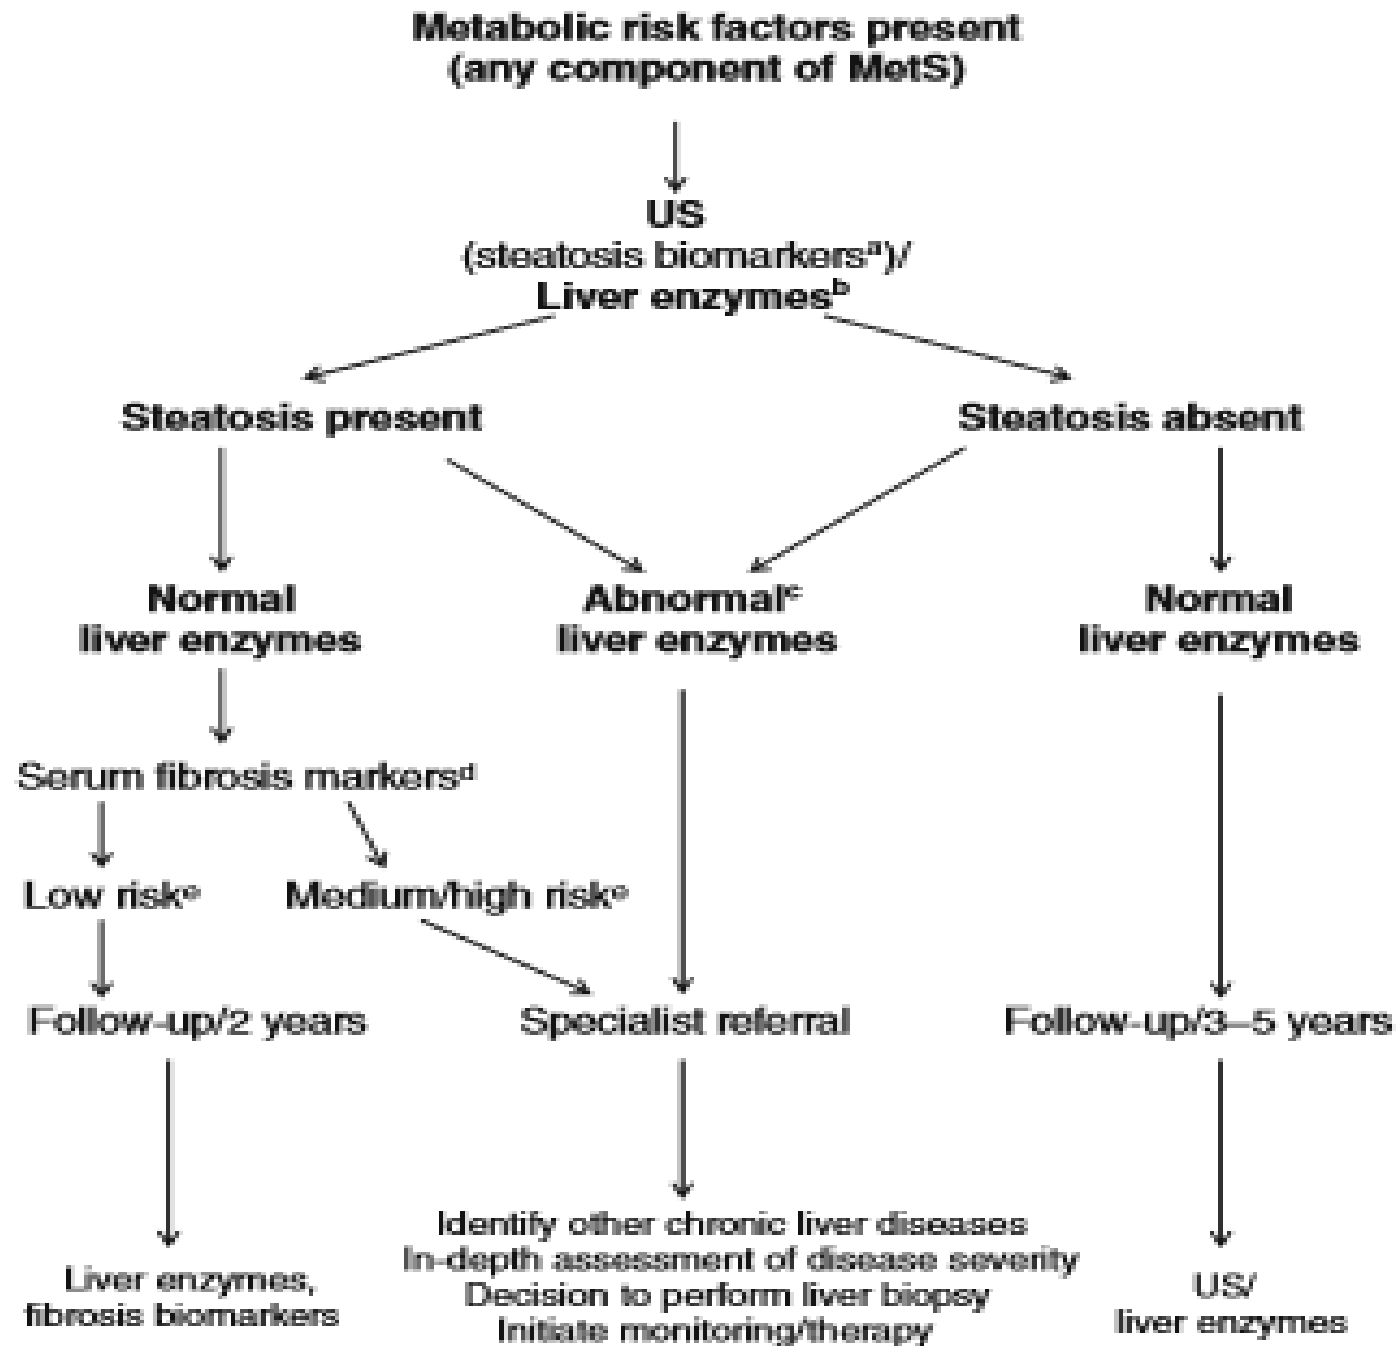 Metabolic risk factors present
(any component of MetS)
US
(steatosis biomarkersᵃ)/
Liver enzymesᵇ
Steatosis present
Steatosis absent
Normal
liver enzymes
Abnormalᶜ
liver enzymes
Normal
liver enzymes
Serum fibrosis markersᵈ
Low riskᵉ
Medium/high riskᵉ
Follow-up/2 years
Specialist referral
Follow-up/3–5 years
Liver enzymes,
fibrosis biomarkers
Identify other chronic liver diseases
In-depth assessment of disease severity
Decision to perform liver biopsy
Initiate monitoring/therapy
US/
liver enzymes